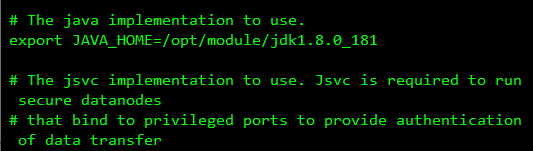 # The java implementation to use.
export JAVA_HOME=/opt/module/jdk1.8.0_181
# The jsvc implementation to use. Jsvc is required to run
secure datanodes
# that bind to privileged ports to provide authentication
of data transfer